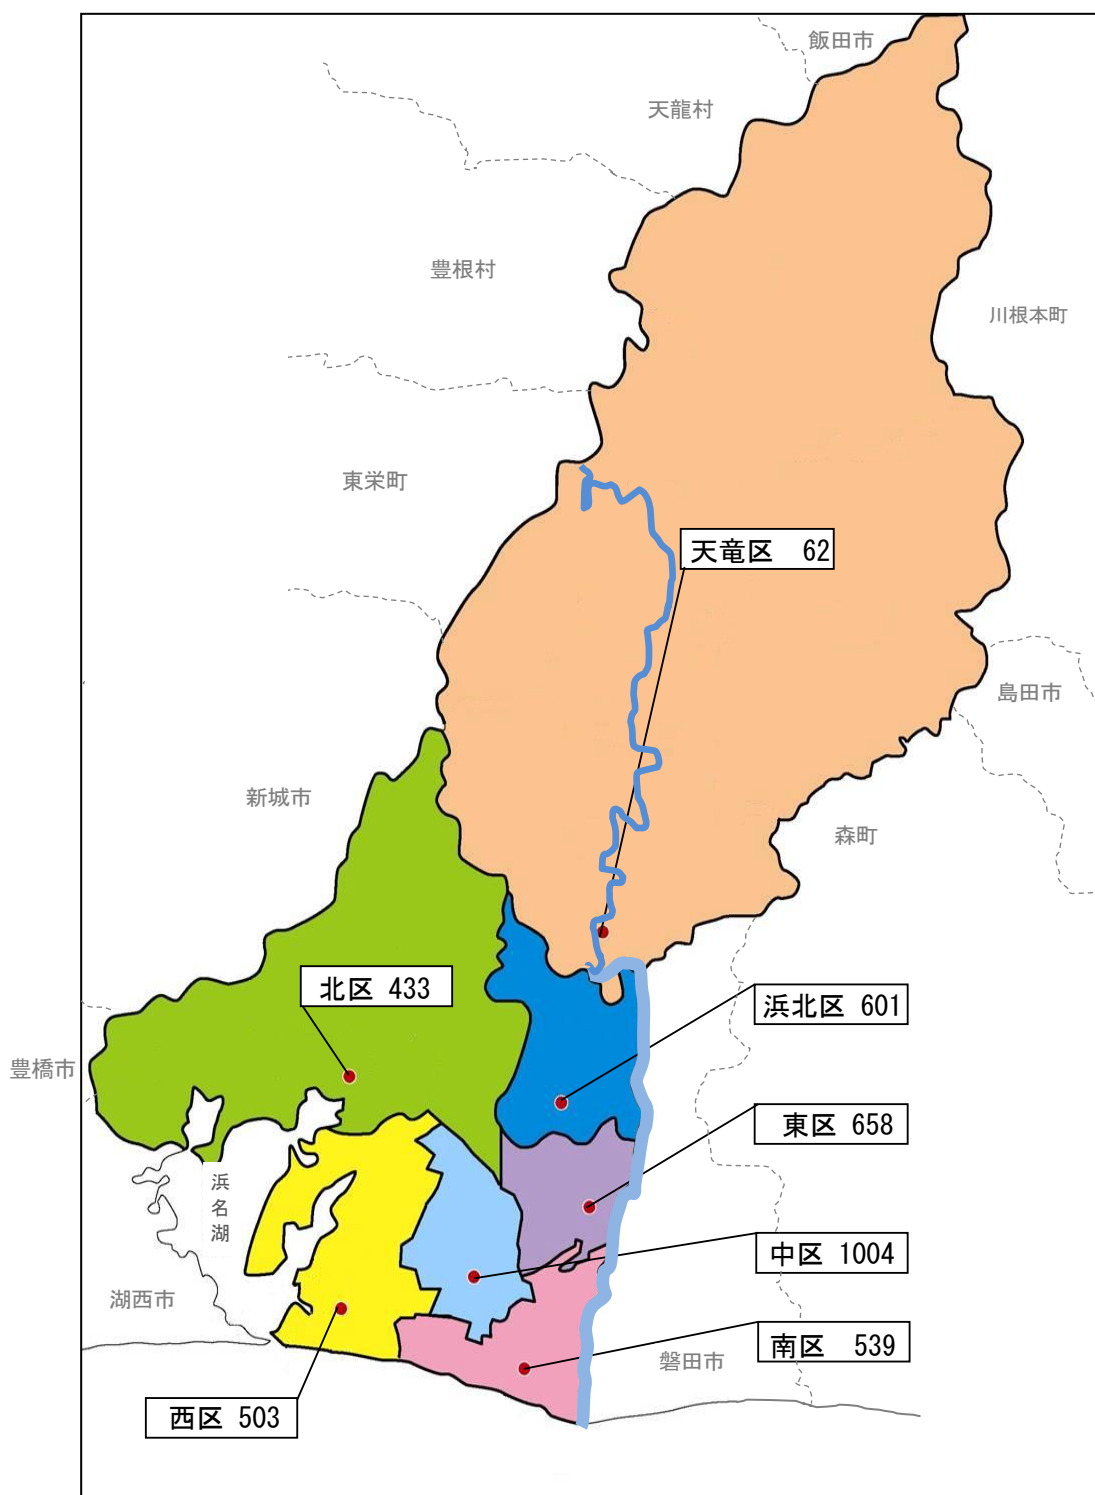 飯田市
天龍村
豊根村
川根本町
東栄町
天竜区 62
島田市
新城市
森町
北区 433
浜北区 601
豊橋市
東区 658
浜名湖
中区 1004
湖西市
南区 539
磐田市
西区 503